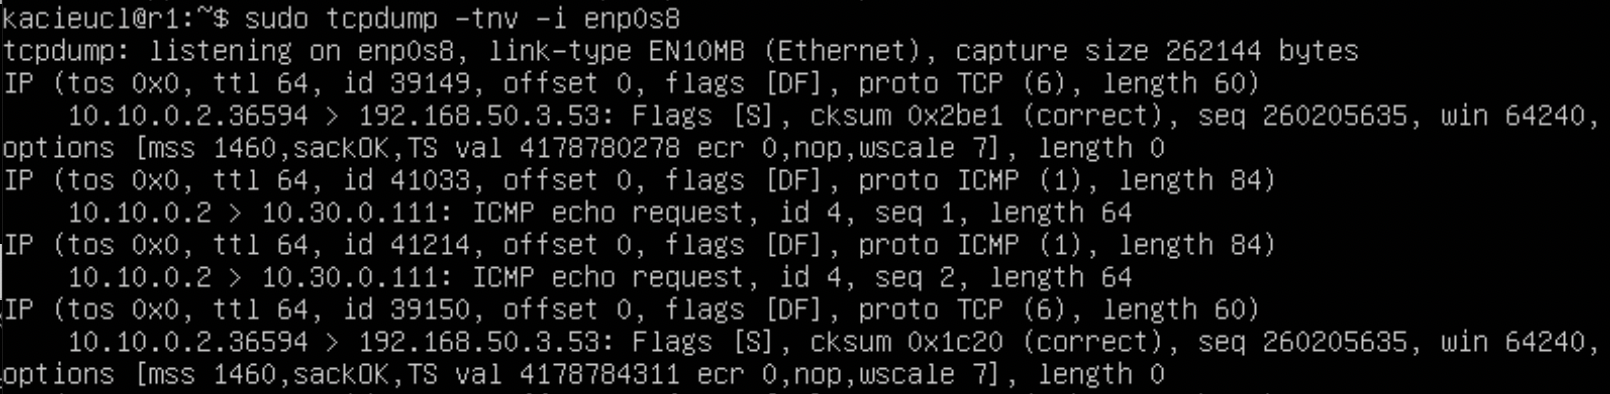 kacieucl@r1:~$ sudo tcpdump -tnv -i enp0s8
tcpdump: listening on enp0s8, link-type EN10MB (Ethernet), capture size 262144 bytes
IP (tos 0x0, ttl 64, id 39149, offset 0, flags [DF], proto TCP (6), length 60)
    10.10.0.2.36594 > 192.168.50.3.53: Flags [S], cksum 0x2be1 (correct), seq 260205635, win 64240,
options [mss 1460,sackOK,TS val 4178780278 ecr 0,nop,wscale 7], length 0
IP (tos 0x0, ttl 64, id 41033, offset 0, flags [DF], proto ICMP (1), length 84)
    10.10.0.2 > 10.30.0.111: ICMP echo request, id 4, seq 1, length 64
IP (tos 0x0, ttl 64, id 41214, offset 0, flags [DF], proto ICMP (1), length 84)
    10.10.0.2 > 10.30.0.111: ICMP echo request, id 4, seq 2, length 64
IP (tos 0x0, ttl 64, id 39150, offset 0, flags [DF], proto TCP (6), length 60)
    10.10.0.2.36594 > 192.168.50.3.53: Flags [S], cksum 0x1c20 (correct), seq 260205635, win 64240,
options [mss 1460,sackOK,TS val 4178784311 ecr 0,nop,wscale 7], length 0